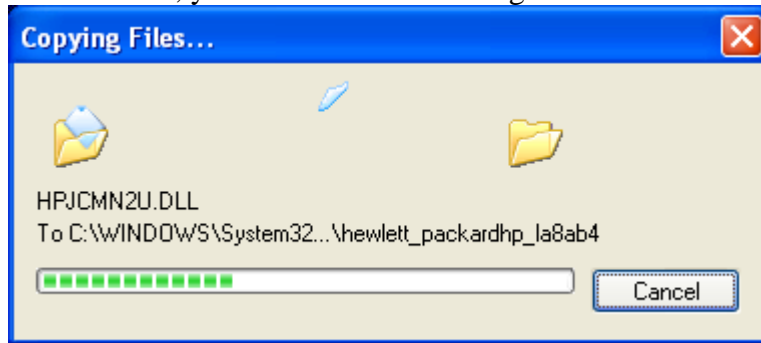 Copying Files...
HPJCMN2U.DLL
To C:\WINDOWS\System32...\hewlett_packardhp_la8ab4
Cancel